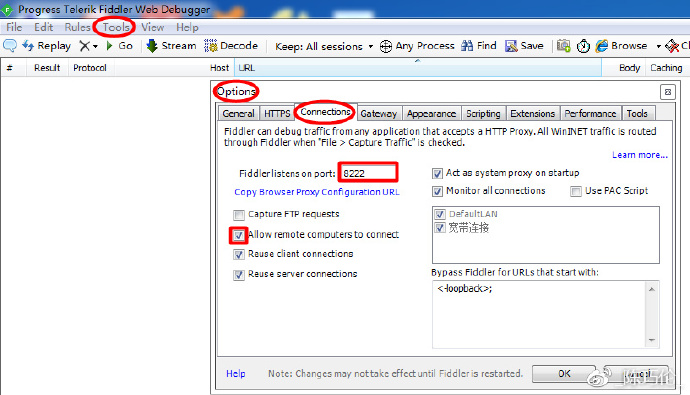 Progress Telerik Fiddler Web Debugger
File Edit Rules Tools View Help
Replay Go Stream Decode Keep: All sessions Any Process Find Save Browse
# Result Protocol Host URL Body Caching
Options
General HTTPS Connections Gateway Appearance Scripting Extensions Performance Tools
Fiddler can debug traffic from any application that accepts a HTTP Proxy. All WinINET traffic is routed
through Fiddler when "File > Capture Traffic" is checked.
Learn more...
Fiddler listens on port: 8222
Act as system proxy on startup
Copy Browser Proxy Configuration URL
Monitor all connections Use PAC Script
Capture FTP requests
DefaultLAN
Allow remote computers to connect
宽带连接
Reuse client connections
Reuse server connections
Bypass Fiddler for URLs that start with:
<-loopback>;
Help Note: Changes may not take effect until Fiddler is restarted. OK